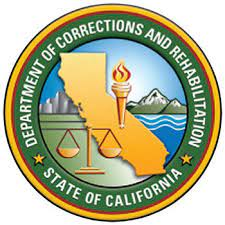 DEPARTMENT OF CORRECTIONS AND REHABILITATION
STATE OF CALIFORNIA